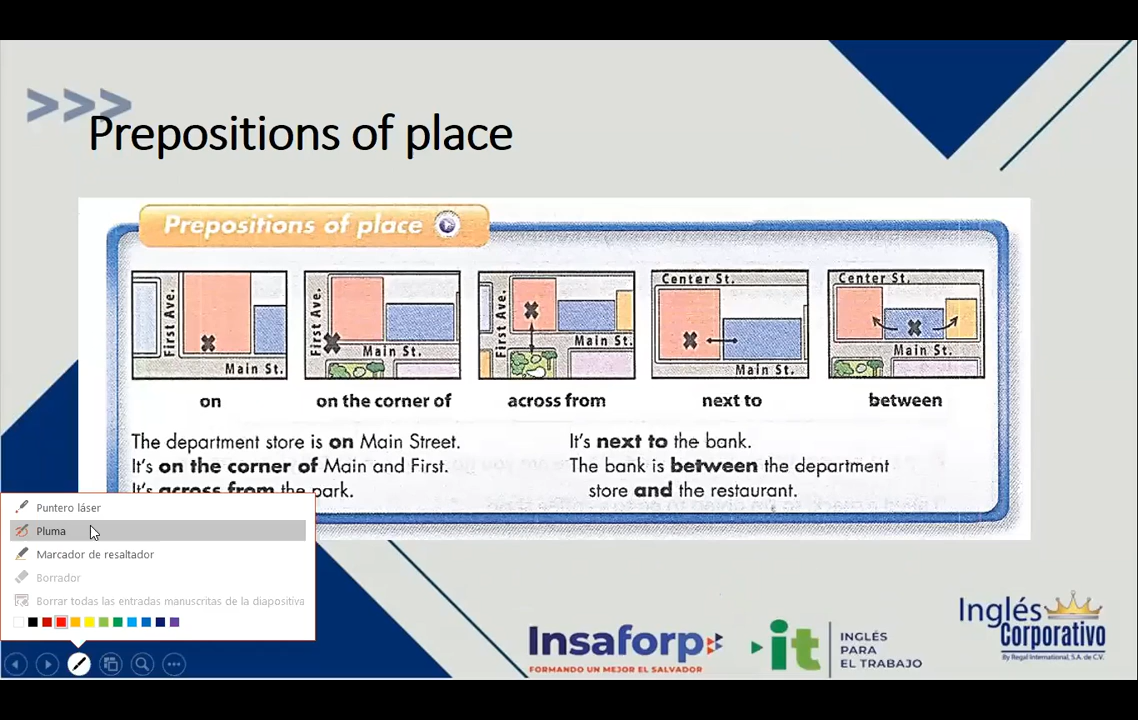 >>>
Prepositions of place
Prepositions of place
First Ave.
Main St.
on
First Ave.
Main St.
on the corner of
First Ave.
Main St.
across from
Center St.
Main St.
next to
Center St.
Main St.
between
The department store is on Main Street.
It's on the corner of Main and First.
It's across from the park.
It's next to the bank.
The bank is between the department
store and the restaurant.
Puntero láser
Pluma
Marcador de resaltador
Borrador
Borrar todas las entradas manuscritas de la diapositiva
Insaforp
FORMANDO UN MEJOR EL SALVADOR
it
INGLÉS
PARA
EL TRABAJO
Inglés
Corporativo
By Regal International, S.A. de C.V.